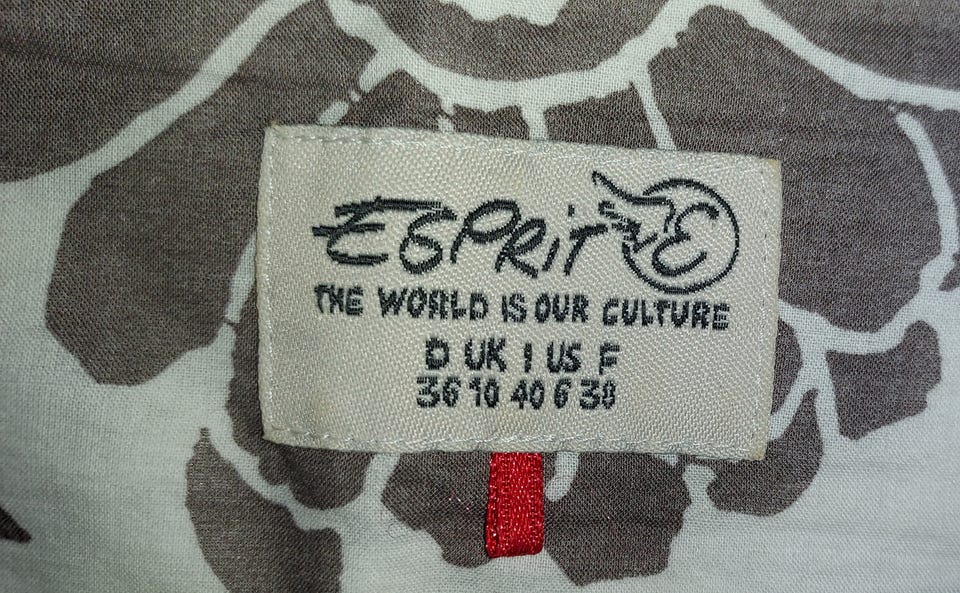 ESPRIT E
THE WORLD IS OUR CULTURE
D UK I US F
36 10 40 6 38